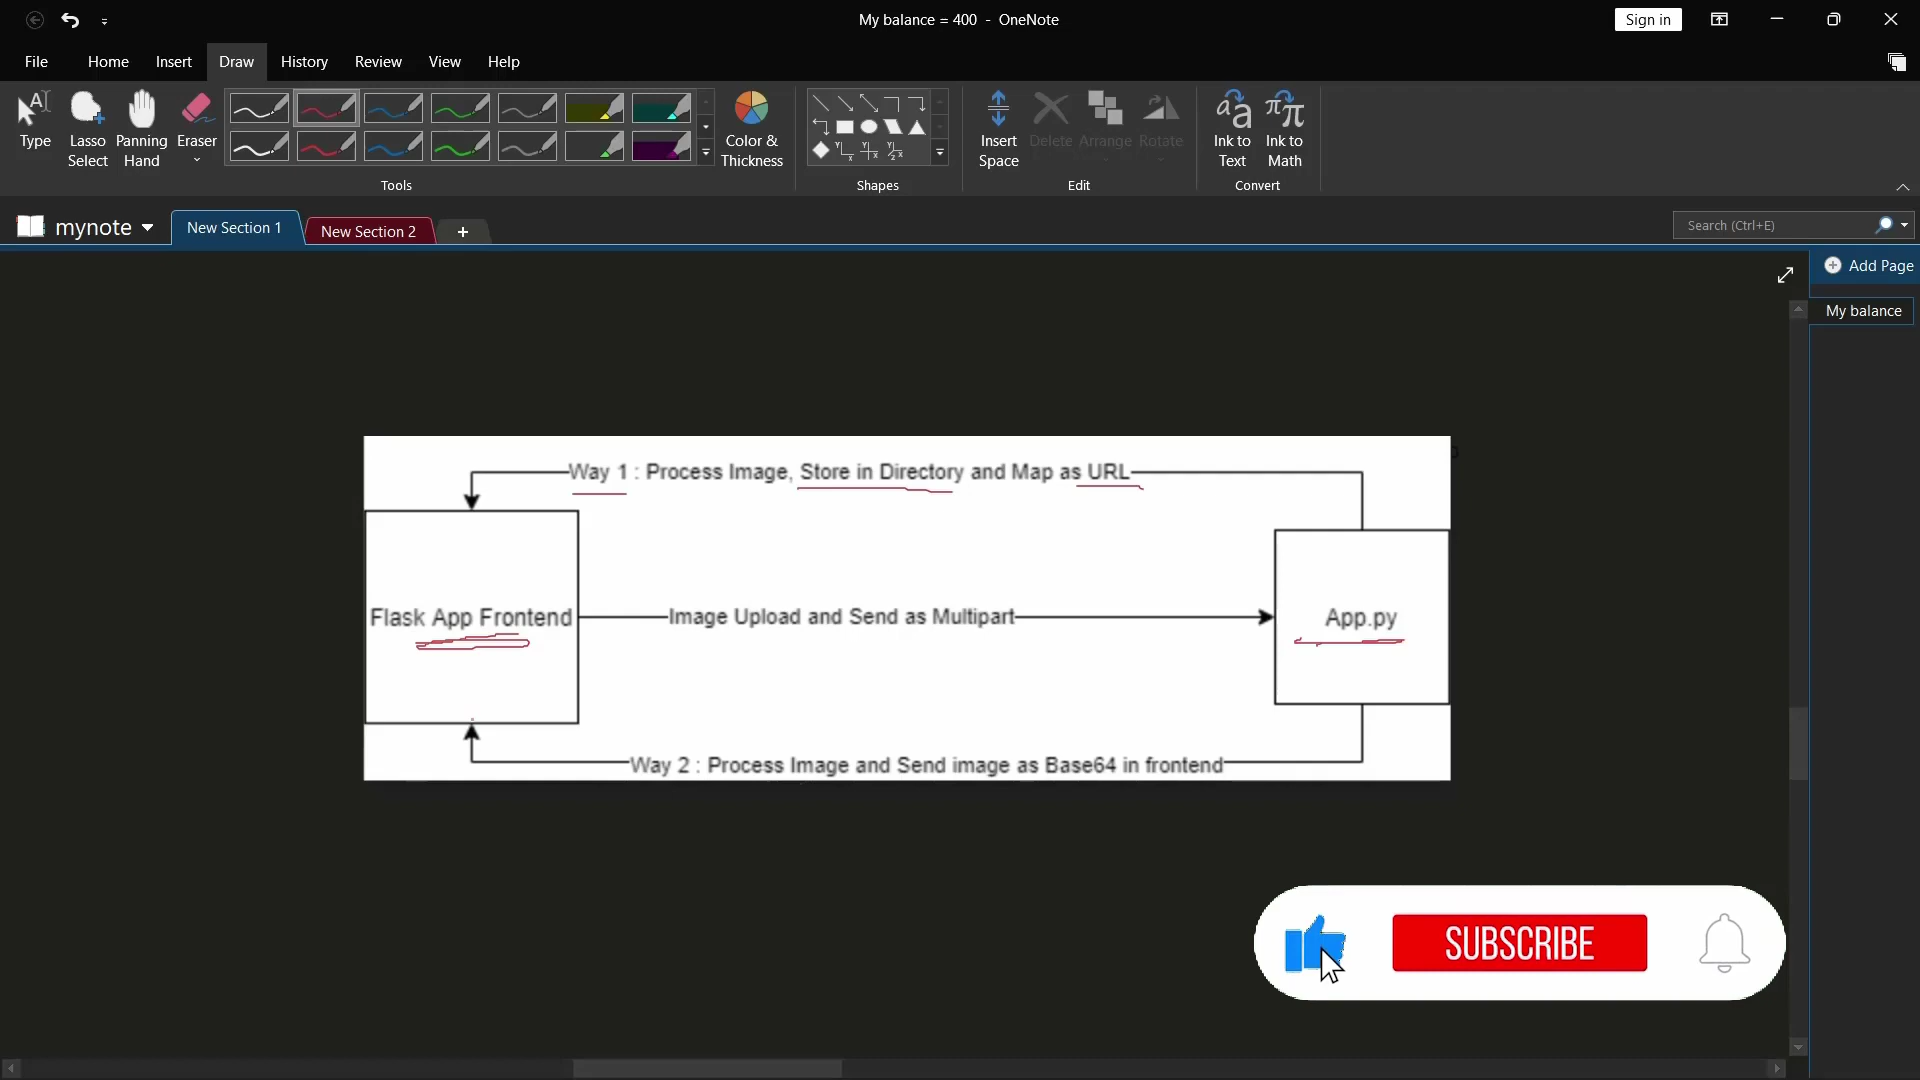 My balance = 400 - OneNote
Sign in
File Home Insert Draw History Review View Help
Type
Lasso Select
Panning Hand
Eraser
Color & Thickness
Insert Space
Delete
Arrange
Rotate
Ink to Text
Ink to Math
Tools
Shapes
Edit
Convert
mynote
New Section 1
New Section 2
+
Search (Ctrl+E)
Add Page
My balance
Way 1 : Process Image, Store in Directory and Map as URL
Flask App Frontend
Image Upload and Send as Multipart
App.py
Way 2 : Process Image and Send image as Base64 in frontend
SUBSCRIBE